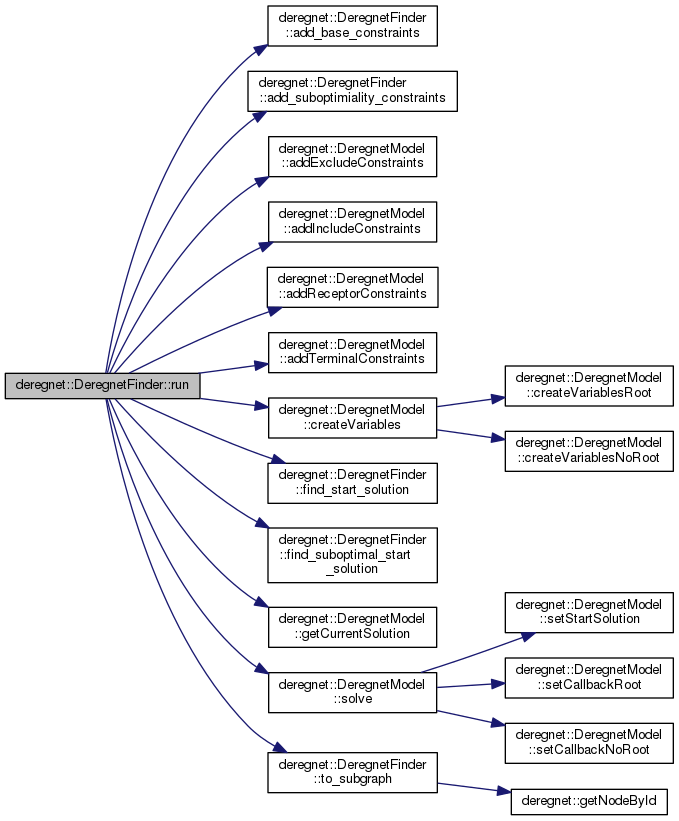 deregnet::DeregnetFinder::run
deregnet::DeregnetFinder
::add_base_constraints
deregnet::DeregnetFinder
::add_suboptimiality_constraints
deregnet::DeregnetModel
::addExcludeConstraints
deregnet::DeregnetModel
::addIncludeConstraints
deregnet::DeregnetModel
::addReceptorConstraints
deregnet::DeregnetModel
::addTerminalConstraints
deregnet::DeregnetModel
::createVariables
deregnet::DeregnetModel
::createVariablesRoot
deregnet::DeregnetModel
::createVariablesNoRoot
deregnet::DeregnetFinder
::find_start_solution
deregnet::DeregnetFinder
::find_suboptimal_start
_solution
deregnet::DeregnetModel
::getCurrentSolution
deregnet::DeregnetModel
::solve
deregnet::DeregnetModel
::setStartSolution
deregnet::DeregnetModel
::setCallbackRoot
deregnet::DeregnetModel
::setCallbackNoRoot
deregnet::DeregnetFinder
::to_subgraph
deregnet::getNodeById